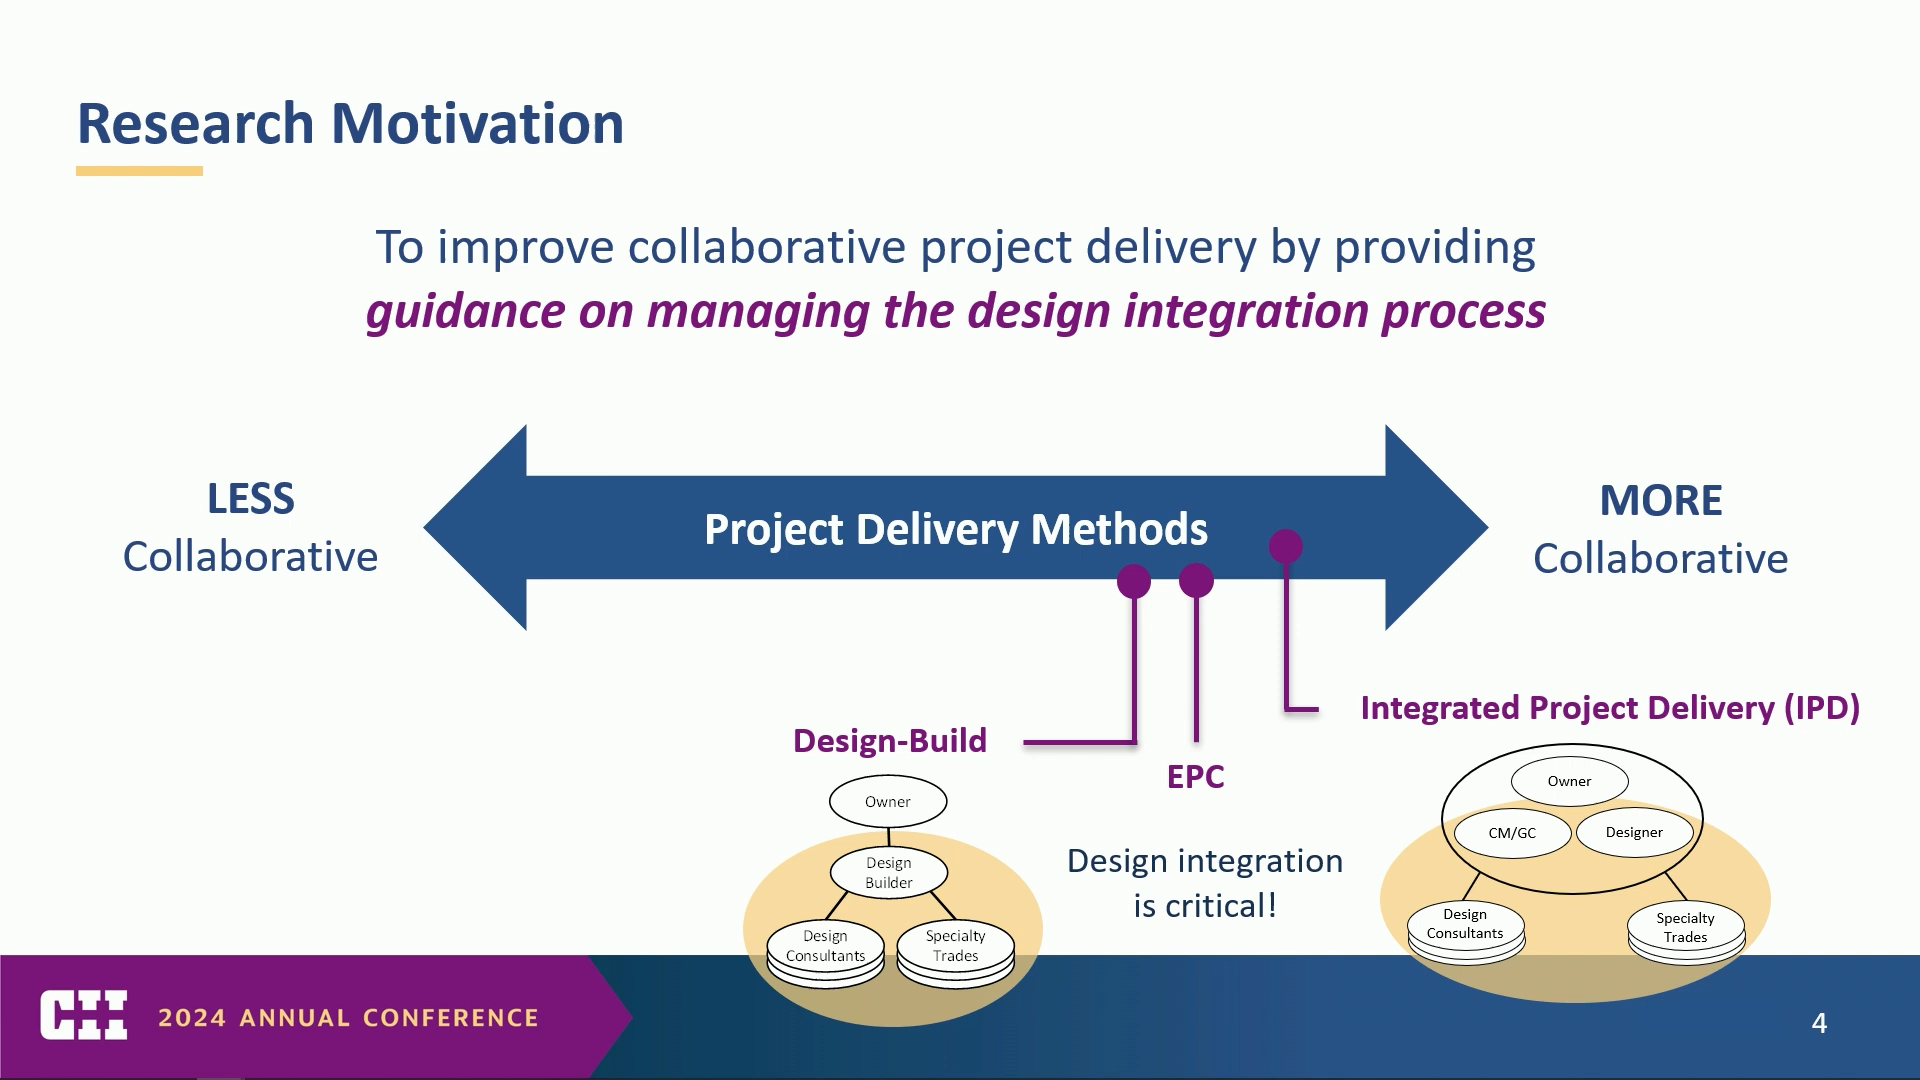 Research Motivation
To improve collaborative project delivery by providing
guidance on managing the design integration process
LESS
Collaborative
Project Delivery Methods
MORE
Collaborative
Design-Build
EPC
Integrated Project Delivery (IPD)
Owner
Design
Builder
Design
Consultants
Specialty
Trades
Design integration
is critical!
Owner
CM/GC
Designer
Design
Consultants
Specialty
Trades
CII
2024 ANNUAL CONFERENCE
4